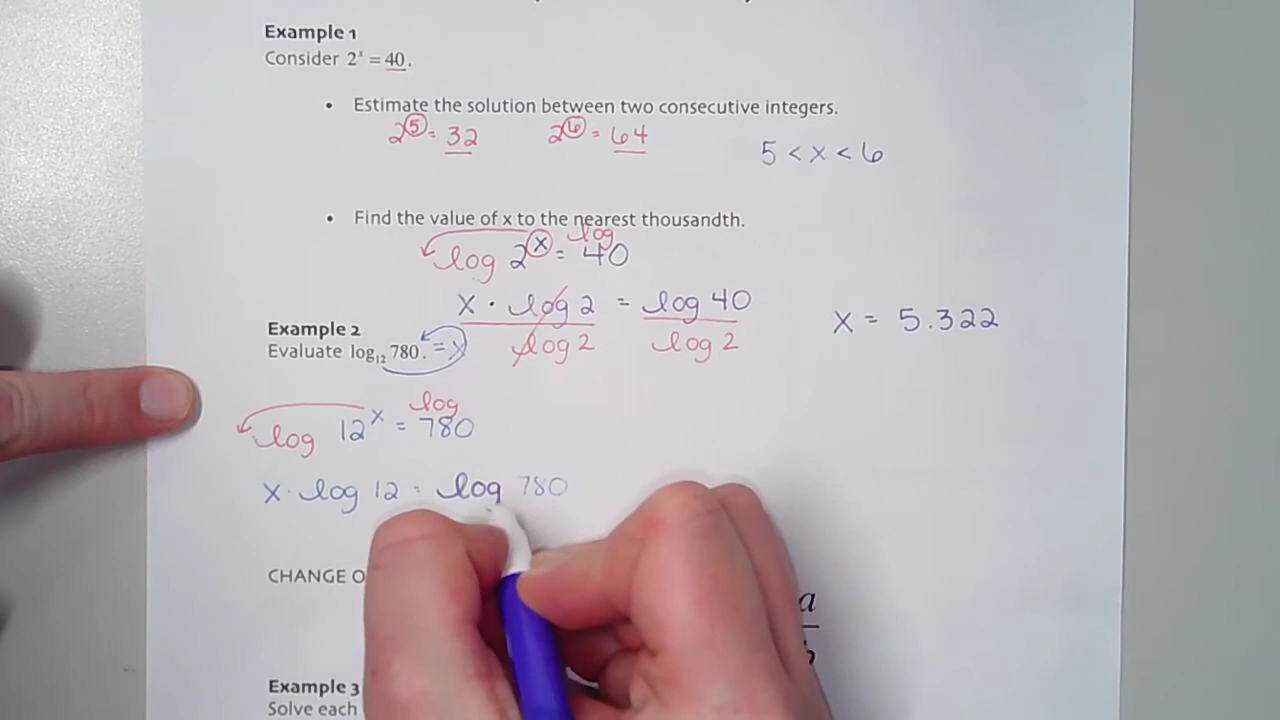 Example 1
Consider 2ˣ = 40.
• Estimate the solution between two consecutive integers.
2⁵ = 32 2⁶ = 64 5 < x < 6
• Find the value of x to the nearest thousandth.
log 2ˣ = log 40
x · log 2 = log 40
log 2 log 2
x = 5.322
Example 2
Evaluate log₁₂ 780. = x
log 12ˣ = log 780
x · log 12 = log 780
CHANGE O
a
Example 3
Solve each